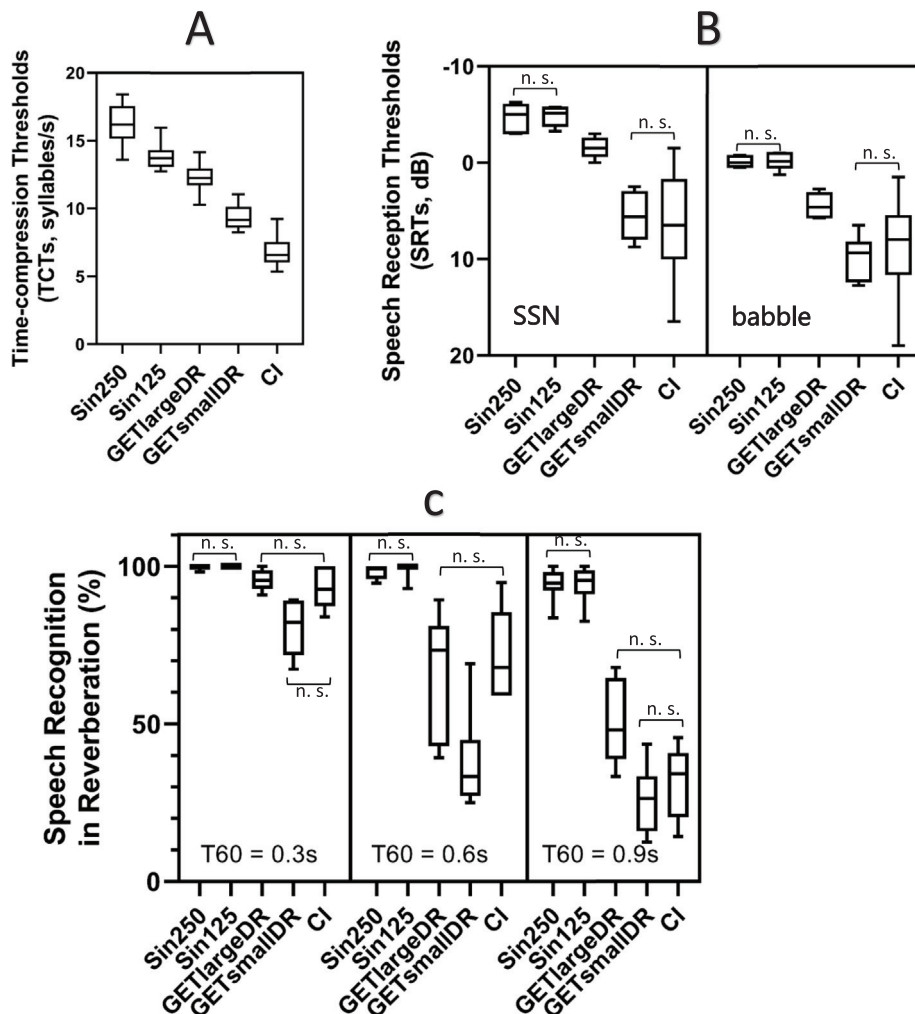 A
Time-compression Thresholds
(TCTs, syllables/s)
20
15
10
5
0
Sin250
Sin125
GETlargeDR
GETsmallDR
CI
B
Speech Reception Thresholds
(SRTs, dB)
-10
0
10
20
n. s.
n. s.
SSN
n. s.
n. s.
babble
Sin250
Sin125
GETlargeDR
GETsmallDR
CI
Sin250
Sin125
GETlargeDR
GETsmallDR
CI
C
Speech Recognition
in Reverberation (%)
100
50
0
n. s.
n. s.
n. s.
T60 = 0.3s
n. s.
n. s.
T60 = 0.6s
n. s.
n. s.
n. s.
T60 = 0.9s
Sin250
Sin125
GETlargeDR
GETsmallDR
CI
Sin250
Sin125
GETlargeDR
GETsmallDR
CI
Sin250
Sin125
GETlargeDR
GETsmallDR
CI